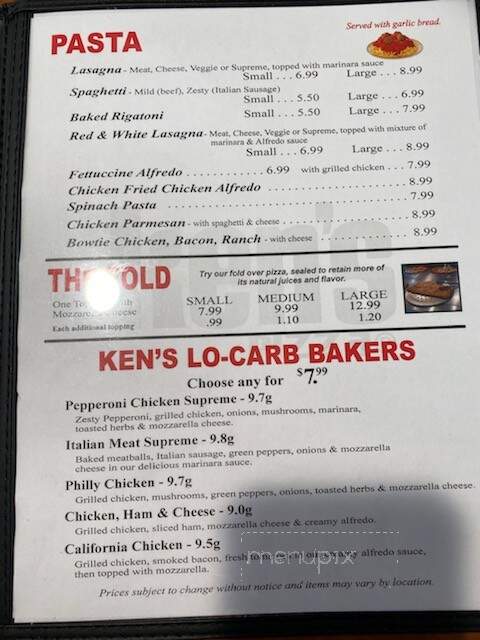 PASTA
Served with garlic bread.
Lasagna - Meat, Cheese, Veggie or Supreme, topped with marinara sauce
Small . . . 6.99 Large . . . 8.99
Spaghetti - Mild (beef), Zesty (Italian Sausage)
Small . . . 5.50 Large . . . 6.99
Baked Rigatoni Small . . . 5.50 Large . . . 7.99
Red & White Lasagna - Meat, Cheese, Veggie or Supreme, topped with mixture of
marinara & Alfredo sauce
Small . . . 6.99 Large . . . 8.99
Fettuccine Alfredo . . . . . . . . . . . . 6.99 with grilled chicken . . . 7.99
Chicken Fried Chicken Alfredo . . . . . . . . . . . . . . . . . . . . . . 8.99
Spinach Pasta . . . . . . . . . . . . . . . . . . . . . . . . . . . . . . . . . . . . 7.99
Chicken Parmesan - with spaghetti & cheese . . . . . . . . . . . . . . . . . . . . 8.99
Bowtie Chicken, Bacon, Ranch - with cheese . . . . . . . . . . . . . . 8.99
THE FOLD
Try our fold over pizza, sealed to retain more of
its natural juices and flavor.
One Topping with
Mozzarella Cheese
Each additional topping
SMALL MEDIUM LARGE
7.99 9.99 12.99
.99 1.10 1.20
KEN'S LO-CARB BAKERS
Choose any for $7.99
Pepperoni Chicken Supreme - 9.7g
Zesty Pepperoni, grilled chicken, onions, mushrooms, marinara,
toasted herbs & mozzarella cheese.
Italian Meat Supreme - 9.8g
Baked meatballs, Italian sausage, green peppers, onions & mozzarella
cheese in our delicious marinara sauce.
Philly Chicken - 9.7g
Grilled chicken, mushrooms, green peppers, onions, toasted herbs & mozzarella cheese.
Chicken, Ham & Cheese - 9.0g
Grilled chicken, sliced ham, mozzarella cheese & creamy alfredo.
California Chicken - 9.5g
Grilled chicken, smoked bacon, fresh tomatoes in our creamy alfredo sauce,
then topped with mozzarella.
menupix
Prices subject to change without notice and items may vary by location.